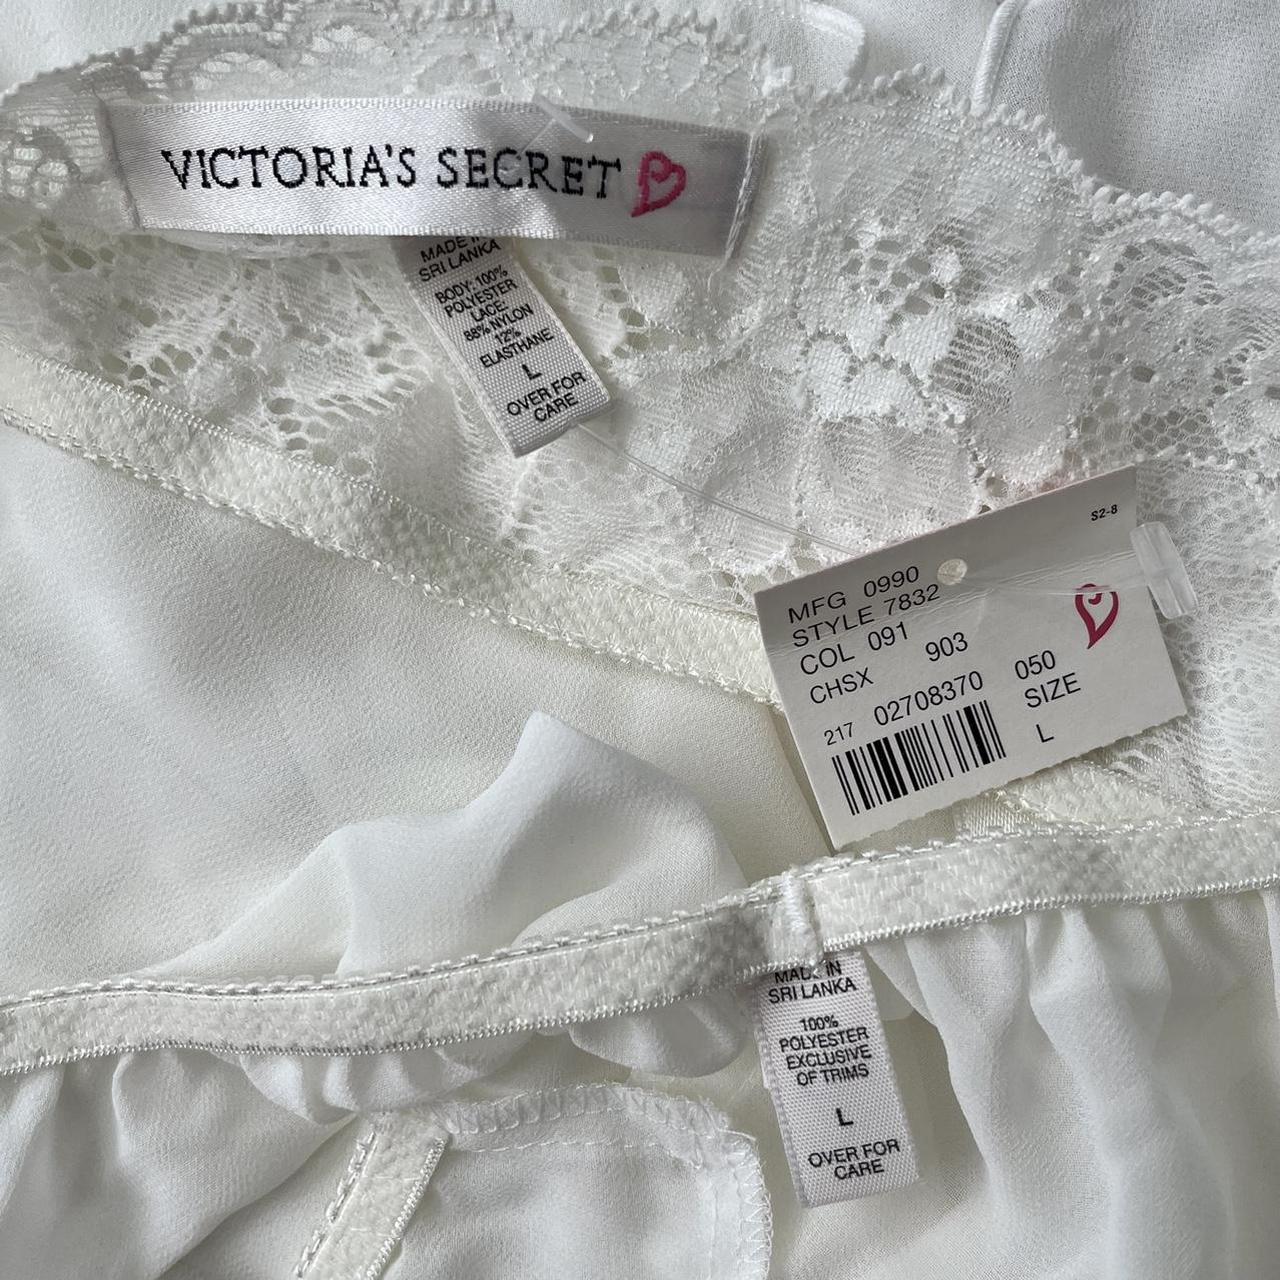 VICTORIA'S SECRET
MADE IN
SRI LANKA
BODY: 100%
POLYESTER
LACE:
88% NYLON
12%
ELASTHANE
L
OVER FOR
CARE
S2-8
MFG 0990
STYLE 7832
COL 091
CHSX 903
217 02708370 050
SIZE
L
MADE IN
SRI LANKA
100%
POLYESTER
EXCLUSIVE
OF TRIMS
L
OVER FOR
CARE